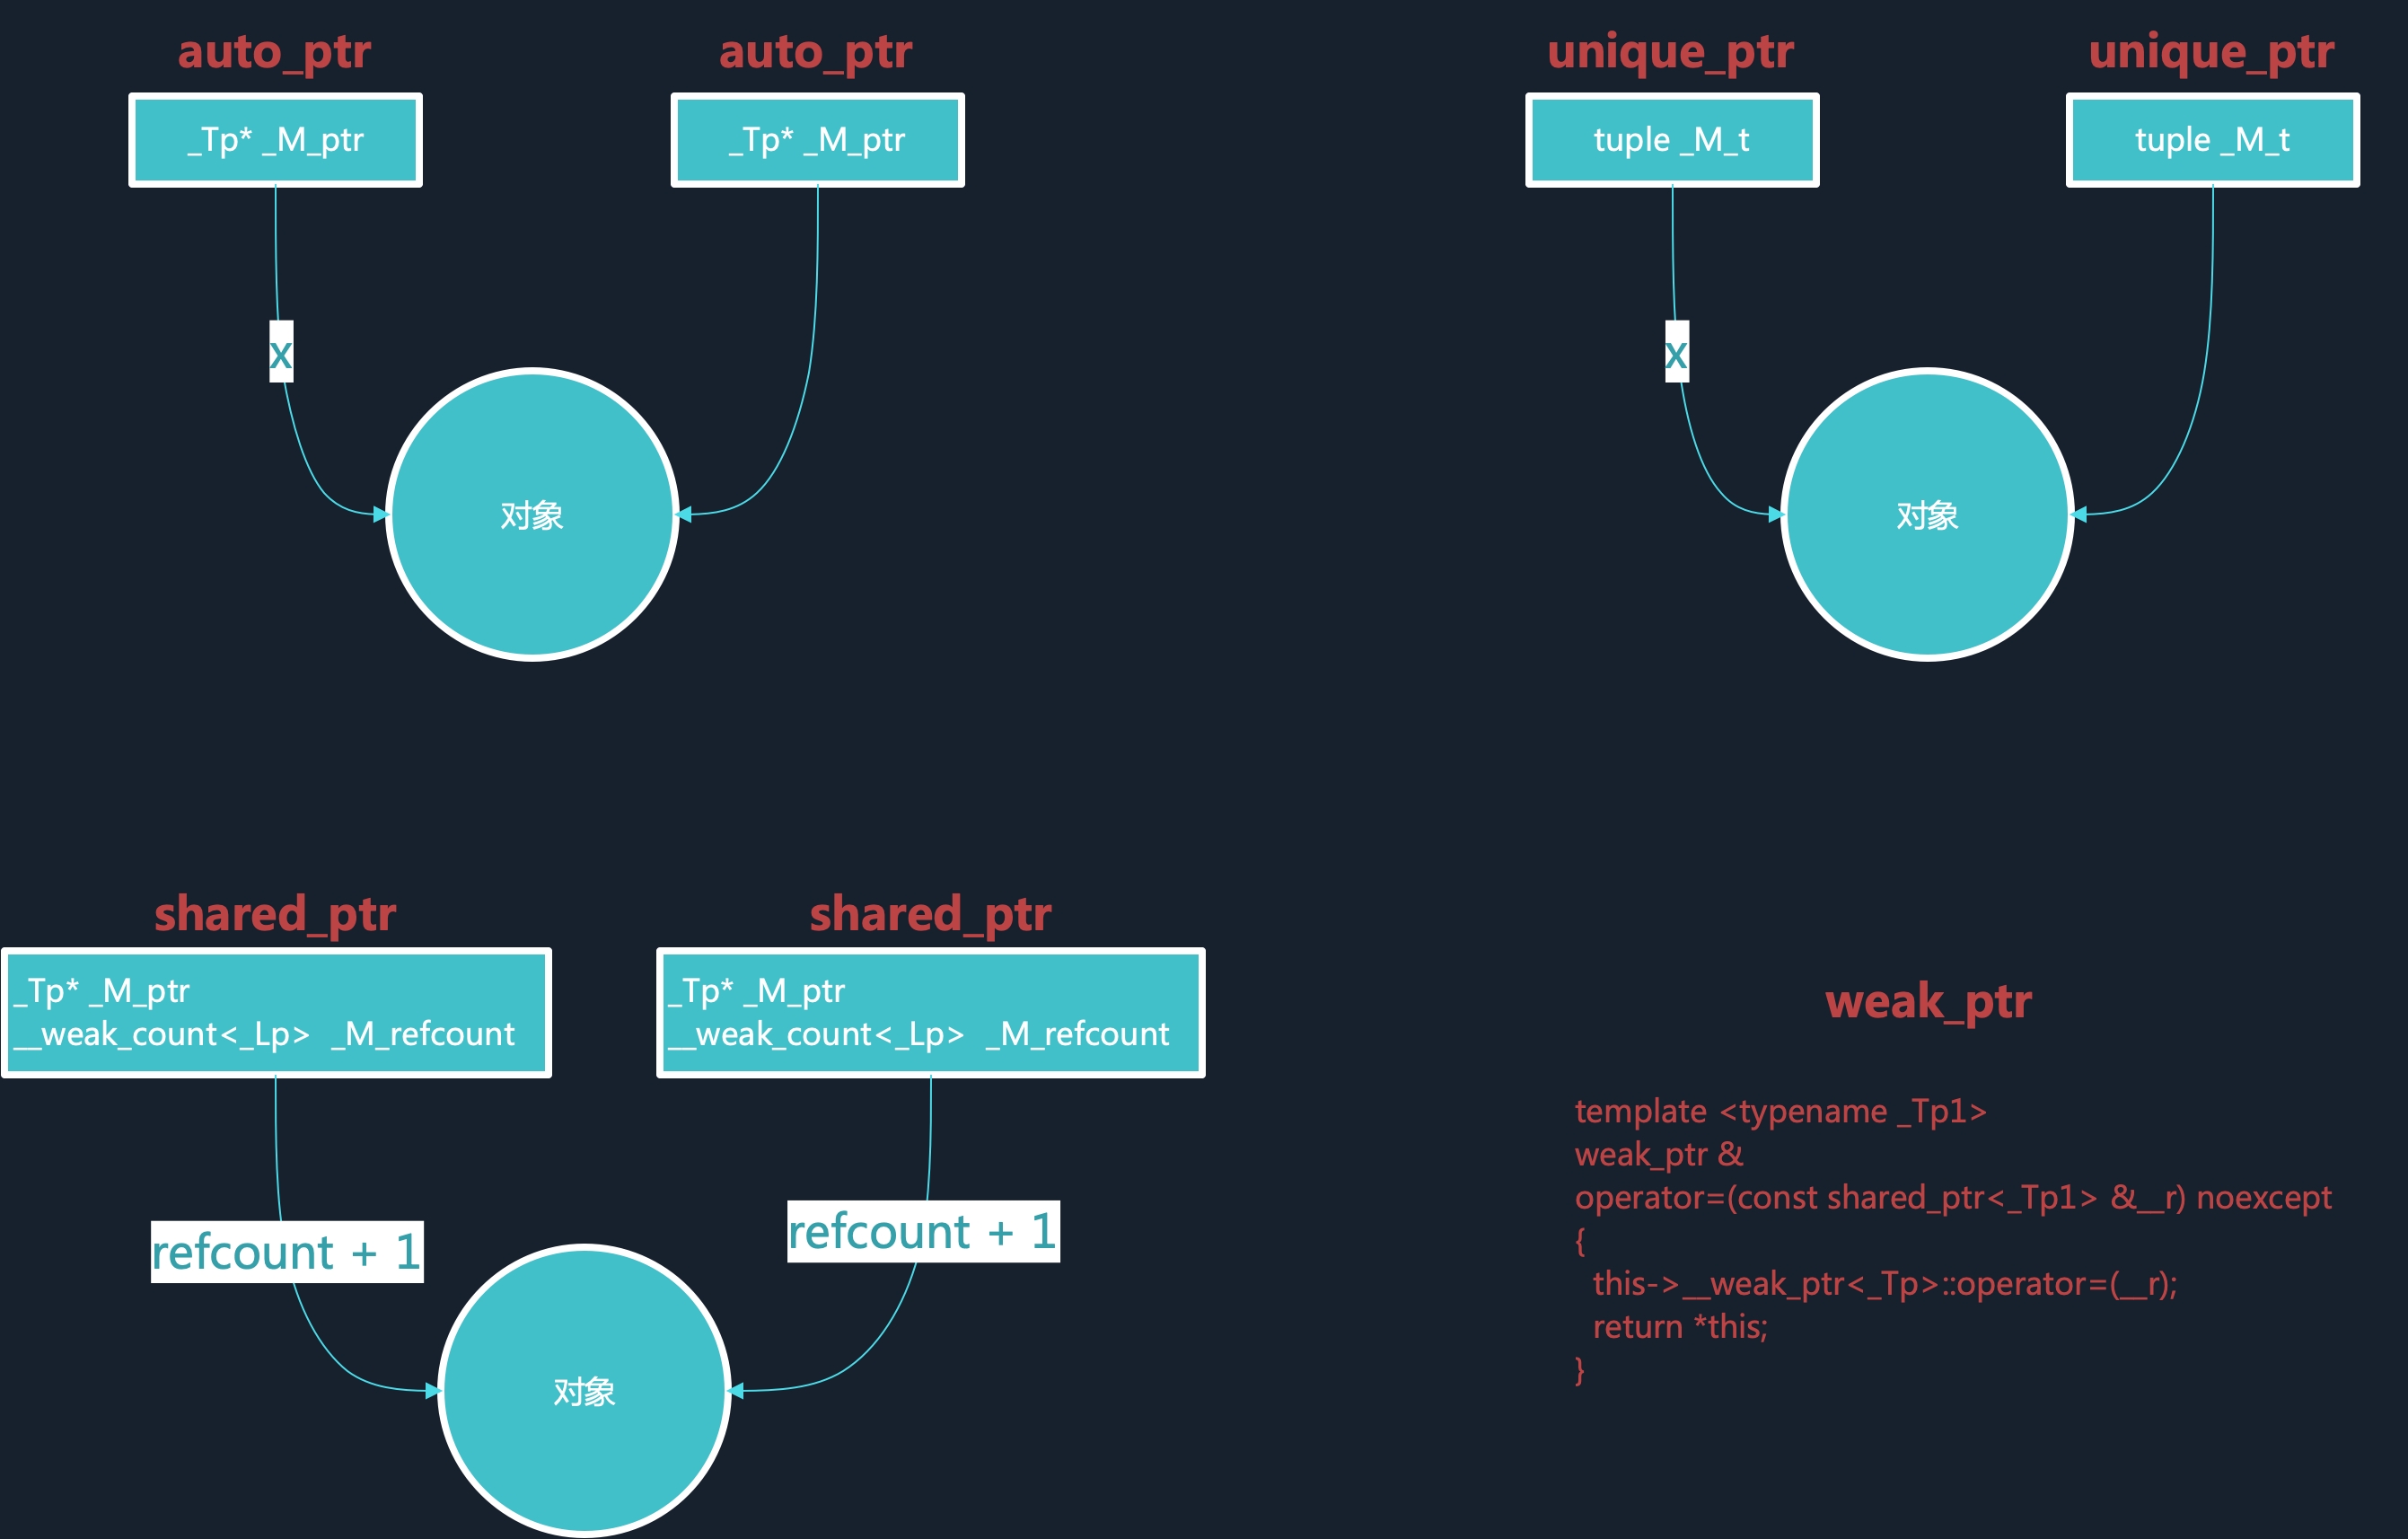 auto_ptr
auto_ptr
_Tp* _M_ptr
_Tp* _M_ptr
x
对象
unique_ptr
unique_ptr
tuple _M_t
tuple _M_t
x
对象
shared_ptr
shared_ptr
_Tp* _M_ptr
__weak_count<_Lp> _M_refcount
_Tp* _M_ptr
__weak_count<_Lp> _M_refcount
refcount + 1
refcount + 1
对象
weak_ptr
template <typename _Tp1>
weak_ptr &
operator=(const shared_ptr<_Tp1> &__r) noexcept
{
this->__weak_ptr<_Tp>::operator=(__r);
return *this;
}